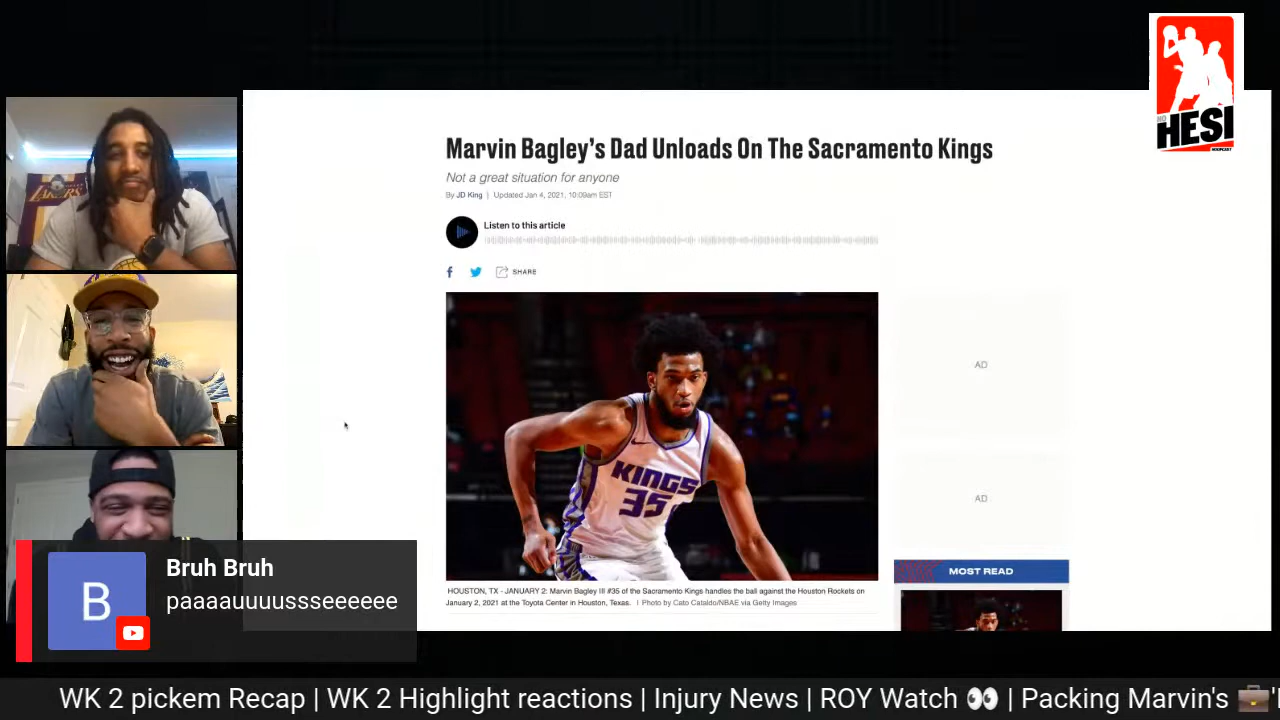 NO
HESI
HOOPCAST
LAKERS
Marvin Bagley's Dad Unloads On The Sacramento Kings
Not a great situation for anyone
By JD King | Updated Jan 4, 2021, 10:09am EST
Listen to this article
SHARE
KINGS
35
AD
AD
MOST READ
HOUSTON, TX - JANUARY 2: Marvin Bagley III #35 of the Sacramento Kings handles the ball against the Houston Rockets on
January 2, 2021 at the Toyota Center in Houston, Texas. | Photo by Cato Cataldo/NBAE via Getty Images
B
Bruh Bruh
paaaauuuussseeeeee
WK 2 pickem Recap | WK 2 Highlight reactions | Injury News | ROY Watch 👀 | Packing Marvin's 💼